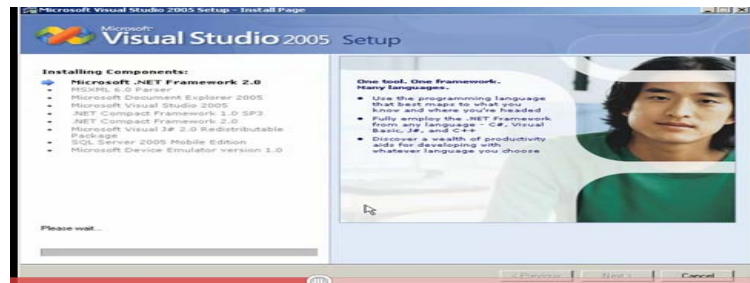 Microsoft Visual Studio 2005 Setup - Install Page
Microsoft
Visual Studio 2005 Setup
Installing Components:
Microsoft .NET Framework 2.0
MSXML 6.0 Parser
Microsoft Document Explorer 2005
Microsoft Visual Studio 2005
.NET Compact Framework 1.0 SP3
.NET Compact Framework 2.0
Microsoft Visual J# 2.0 Redistributable
Package
SQL Server 2005 Mobile Edition
Microsoft Device Emulator version 1.0
Please wait...
One tool. One framework.
Many languages.
Use the programming language
that best maps to what you
know and where you're headed
Fully employ the .NET Framework
from any language - C#, Visual
Basic, J#, and C++
Discover a wealth of productivity
aids for developing with
whatever language you choose
< Previous Next > Cancel